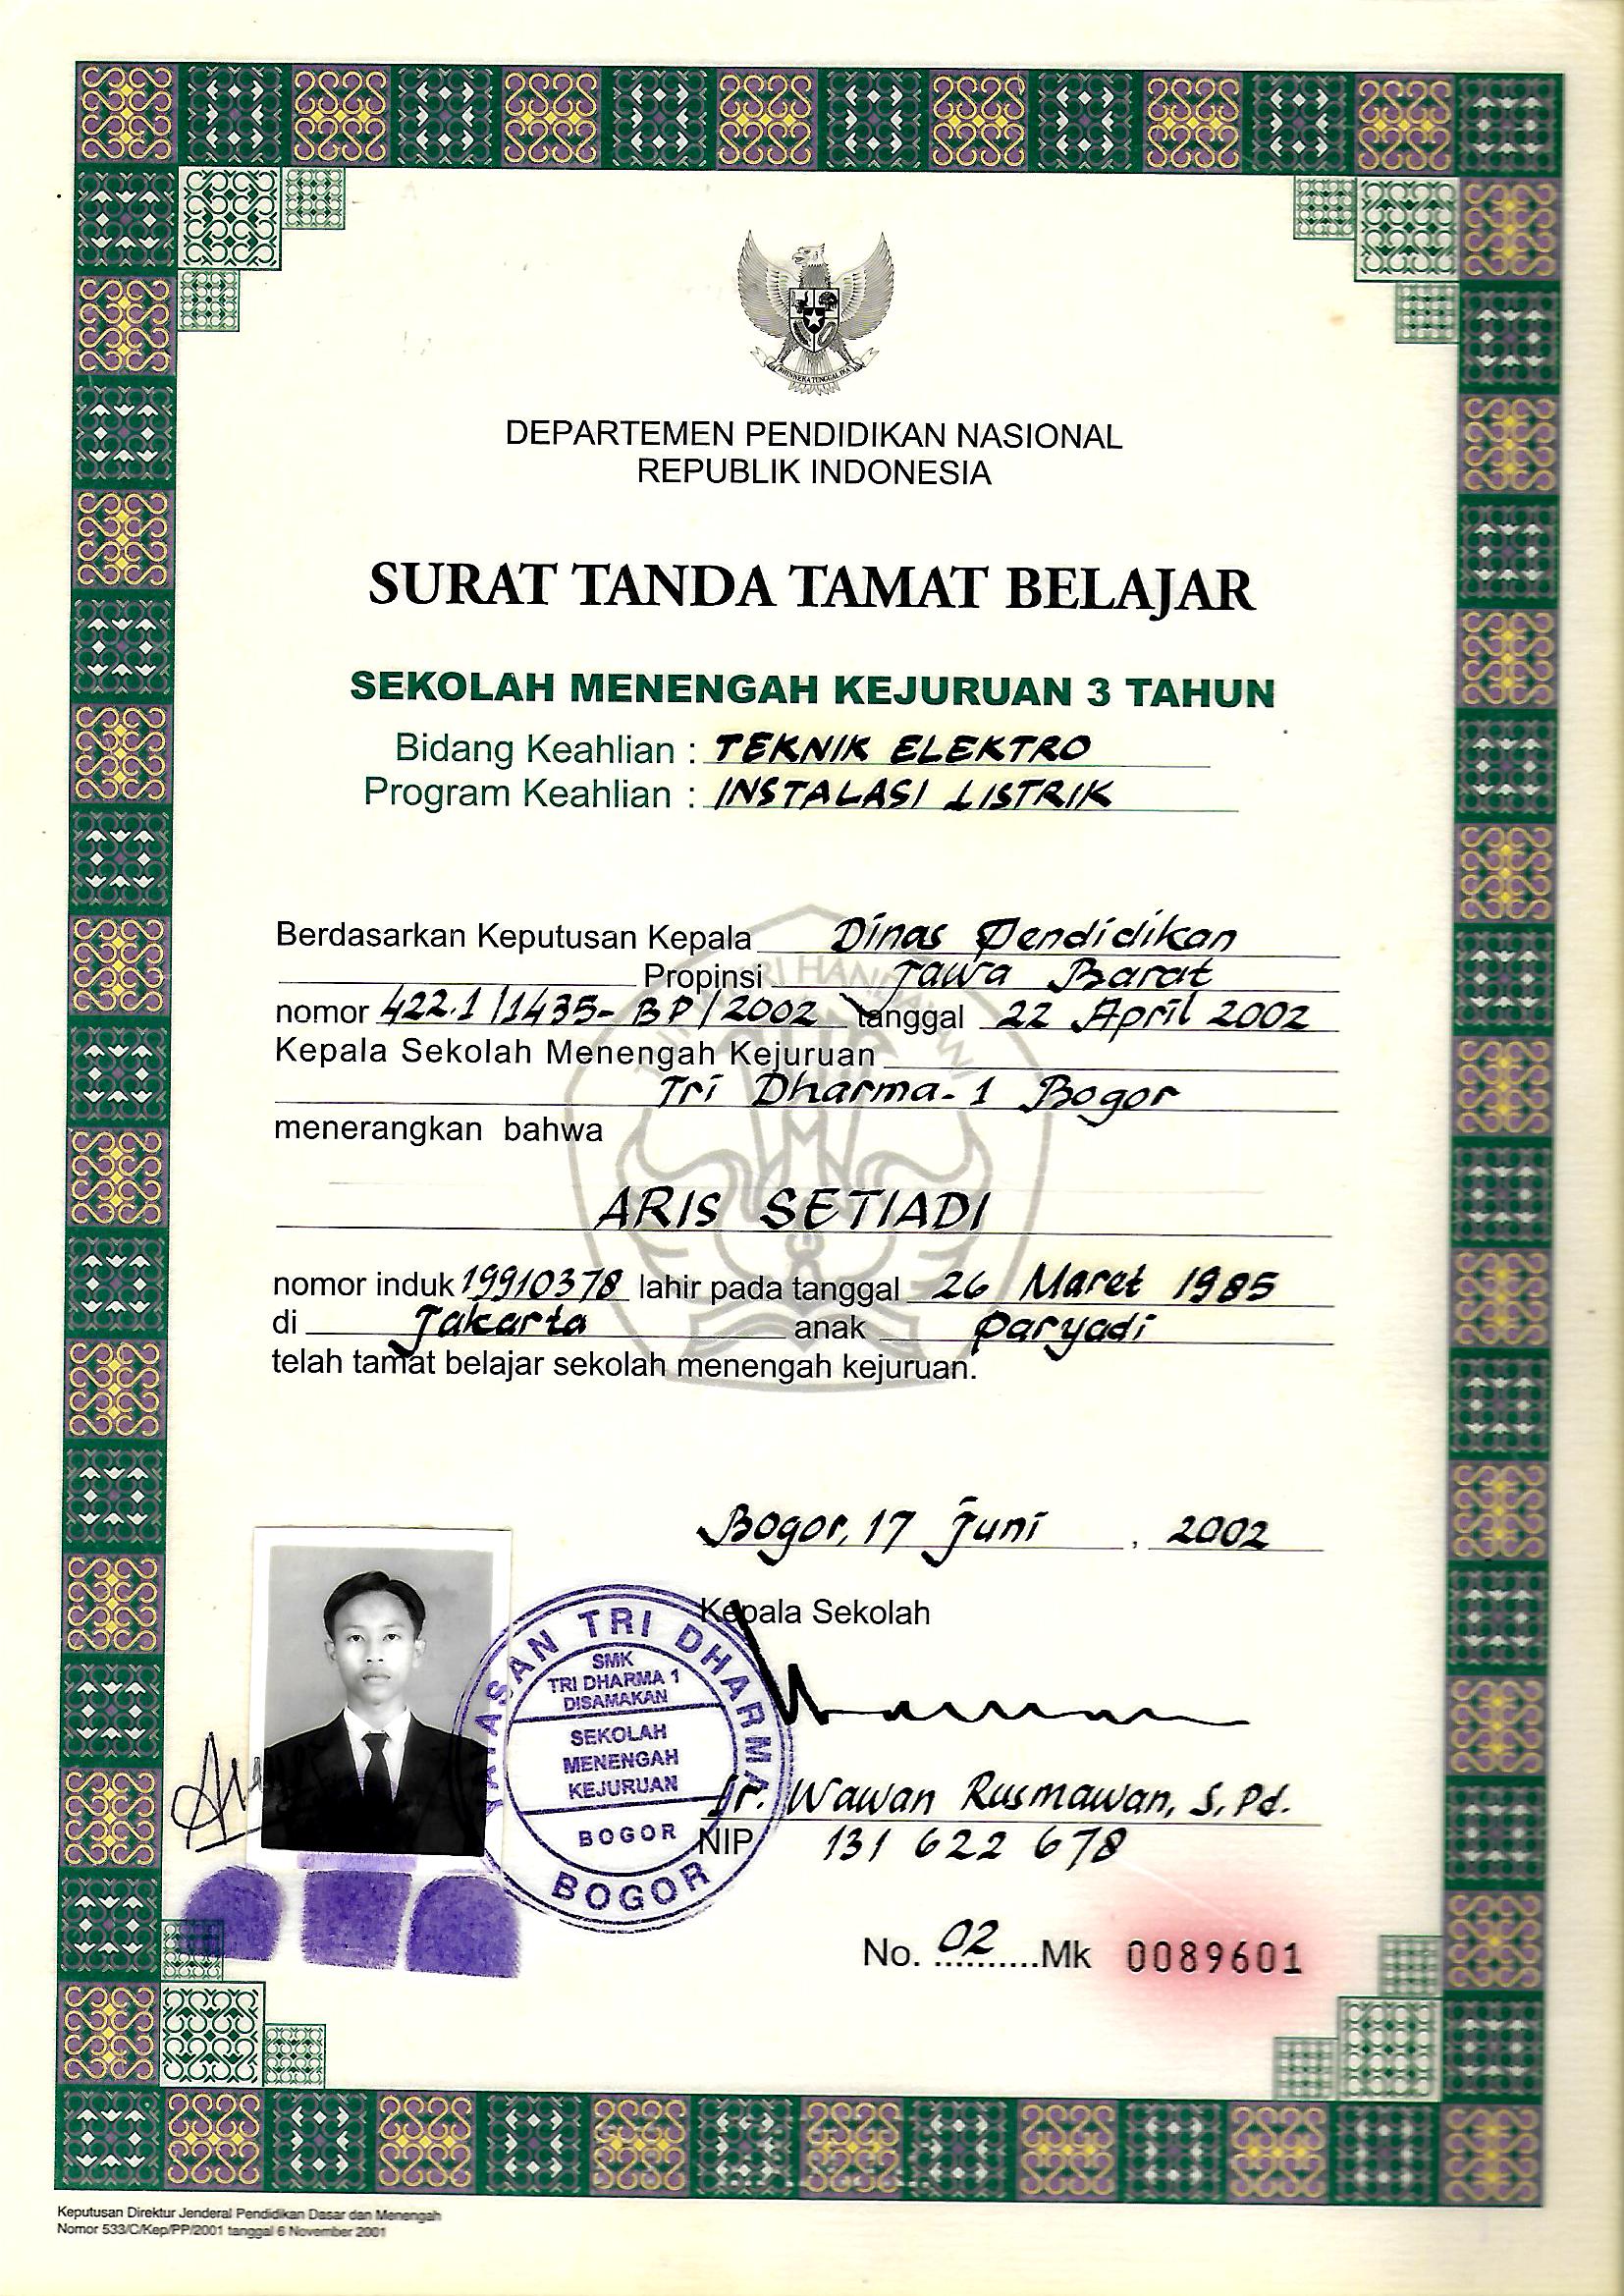 BHINNEKA TUNGGAL IKA
DEPARTEMEN PENDIDIKAN NASIONAL
REPUBLIK INDONESIA
SURAT TANDA TAMAT BELAJAR
SEKOLAH MENENGAH KEJURUAN 3 TAHUN
Bidang Keahlian : TEKNIK ELEKTRO
Program Keahlian : INSTALASI LISTRIK
Berdasarkan Keputusan Kepala Dinas Pendidikan
Propinsi Jawa Barat
nomor 422.1/1435-BP/2002 tanggal 22 April 2002
Kepala Sekolah Menengah Kejuruan
Tri Dharma-1 Bogor
menerangkan bahwa
ARIS SETIADI
nomor induk 19910378 lahir pada tanggal 26 Maret 1985
di Jakarta anak Paryadi
telah tamat belajar sekolah menengah kejuruan.
Bogor, 17 Juni, 2002
Kepala Sekolah
YAYASAN TRI DHARMA
SMK
TRI DHARMA 1
DISAMAKAN
SEKOLAH
MENENGAH
KEJURUAN
BOGOR
BOGOR
Ir. Wawan Rusmawan, S.Pd.
NIP 131 622 678
No. 02..........Mk 0089601
Keputusan Direktur Jenderal Pendidikan Dasar dan Menengah
Nomor 533/C/Kep/PP/2001 tanggal 6 November 2001